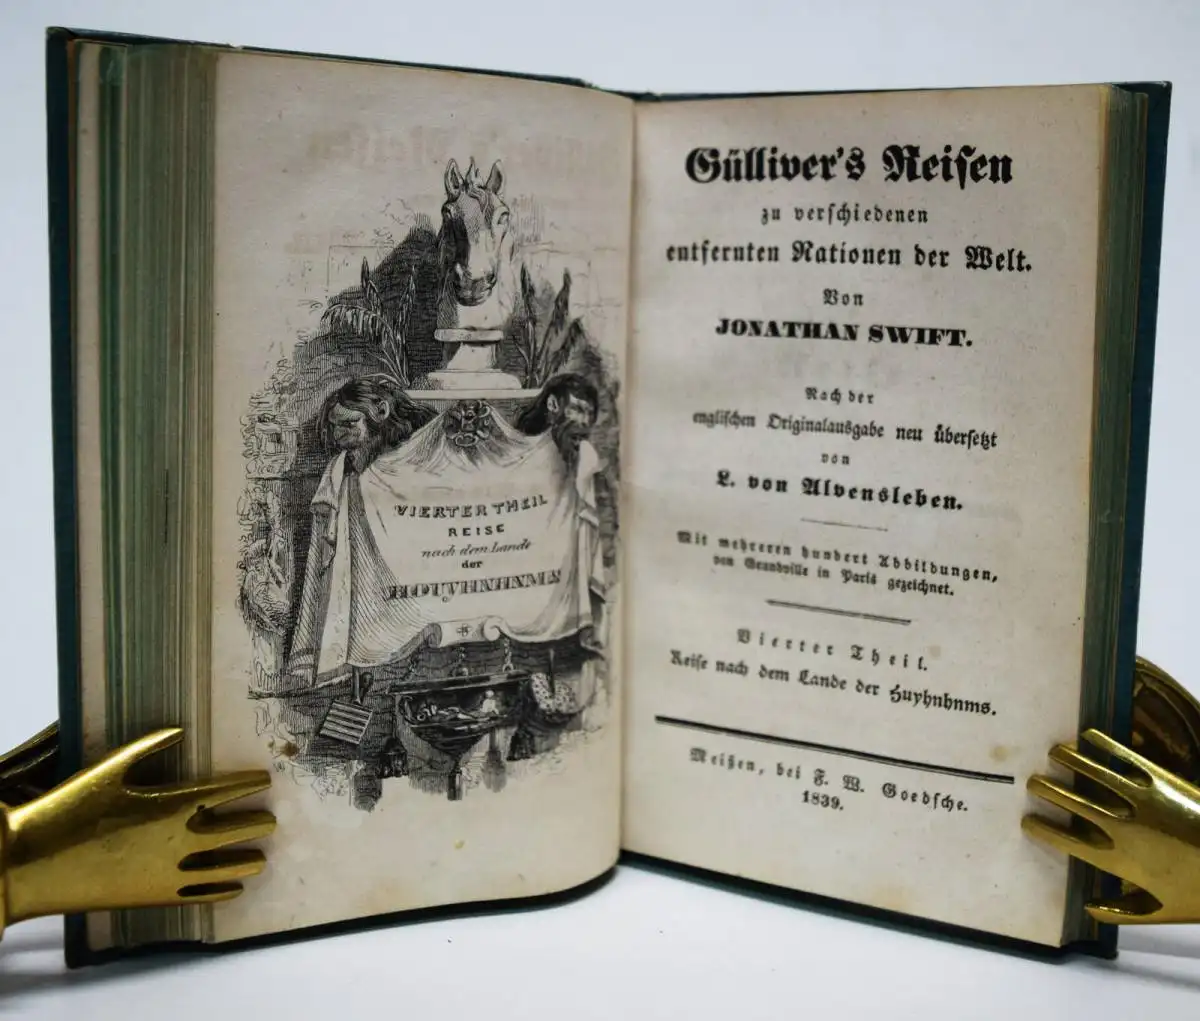 VIERTER THEIL
REISE
nach dem Lande
der
HOUYHNHNMS
Gülliver's Reisen
zu verschiedenen
entfernten Nationen der Welt.
Von
JONATHAN SWIFT.
Nach der
englischen Originalausgabe neu übersetzt
von
L. von Alvensleben.
Mit mehreren hundert Abbildungen,
von Grandville in Paris gezeichnet.
Vierter Theil.
Reise nach dem Lande der Huyhnhnms.
Meißen, bei F. W. Goedsche.
1839.